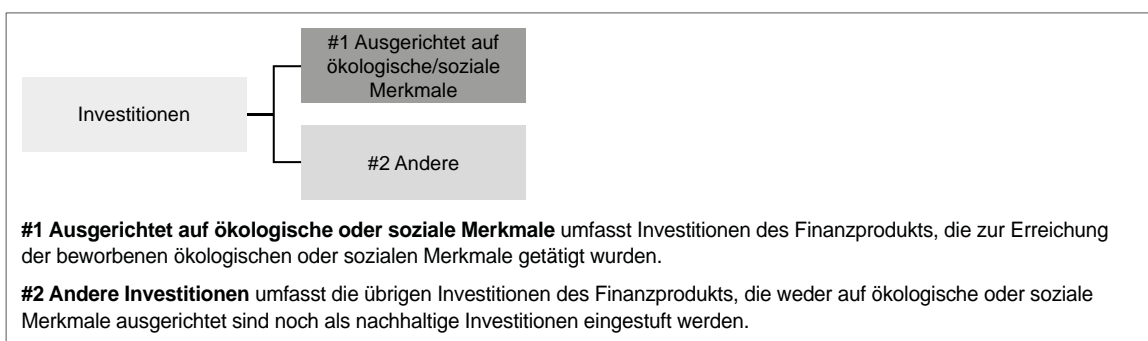 #1 Ausgerichtet auf
ökologische/soziale
Merkmale
Investitionen
#2 Andere
#1 Ausgerichtet auf ökologische oder soziale Merkmale umfasst Investitionen des Finanzprodukts, die zur Erreichung
der beworbenen ökologischen oder sozialen Merkmale getätigt wurden.
#2 Andere Investitionen umfasst die übrigen Investitionen des Finanzprodukts, die weder auf ökologische oder soziale
Merkmale ausgerichtet sind noch als nachhaltige Investitionen eingestuft werden.